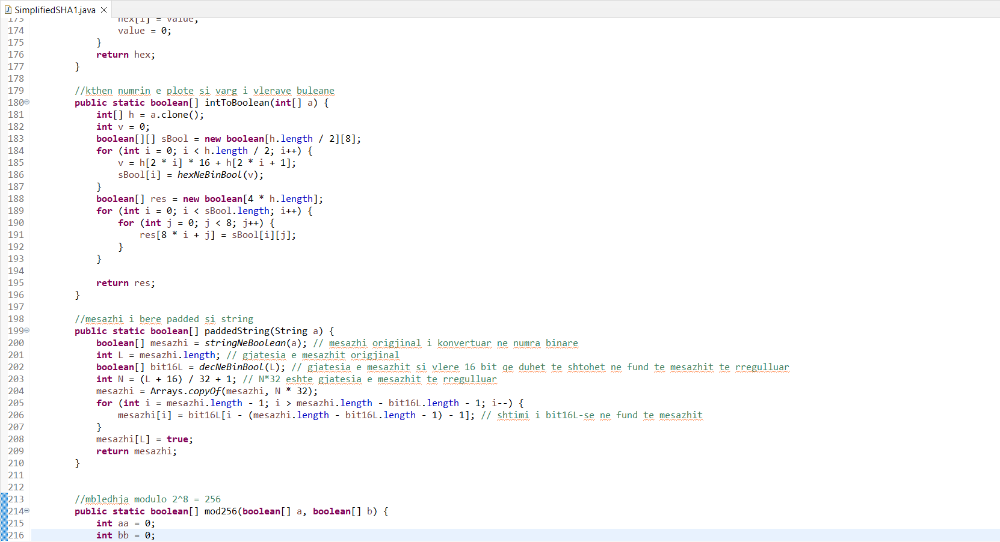 SimplifiedSHA1.java
173 hex[i] = value;
174 value = 0;
175 }
176 return hex;
177 }
178
179 //kthen numrin e plote si varg i vlerave buleane
180 public static boolean[] intToBoolean(int[] a) {
181 int[] h = a.clone();
182 int v = 0;
183 boolean[][] sBool = new boolean[h.length / 2][8];
184 for (int i = 0; i < h.length / 2; i++) {
185 v = h[2 * i] * 16 + h[2 * i + 1];
186 sBool[i] = hexNeBinBool(v);
187 }
188 boolean[] res = new boolean[4 * h.length];
189 for (int i = 0; i < sBool.length; i++) {
190 for (int j = 0; j < 8; j++) {
191 res[8 * i + j] = sBool[i][j];
192 }
193 }
194
195 return res;
196 }
197
198 //mesazhi i bere padded si string
199 public static boolean[] paddedString(String a) {
200 boolean[] mesazhi = stringNeBoolean(a); // mesazhi origjinal i konvertuar ne numra binare
201 int L = mesazhi.length; // gjatesia e mesazhit origjinal
202 boolean[] bit16L = decNeBinBool(L); // gjatesia e mesazhit si vlere 16 bit qe duhet te shtohet ne fund te mesazhit te rregulluar
203 int N = (L + 16) / 32 + 1; // N*32 eshte gjatesia e mesazhit te rregulluar
204 mesazhi = Arrays.copyOf(mesazhi, N * 32);
205 for (int i = mesazhi.length - 1; i > mesazhi.length - bit16L.length - 1; i--) {
206 mesazhi[i] = bit16L[i - (mesazhi.length - bit16L.length - 1) - 1]; // shtimi i bit16L-se ne fund te mesazhit
207 }
208 mesazhi[L] = true;
209 return mesazhi;
210 }
211
212
213 //mbledhja modulo 2^8 = 256
214 public static boolean[] mod256(boolean[] a, boolean[] b) {
215 int aa = 0;
216 int bb = 0;